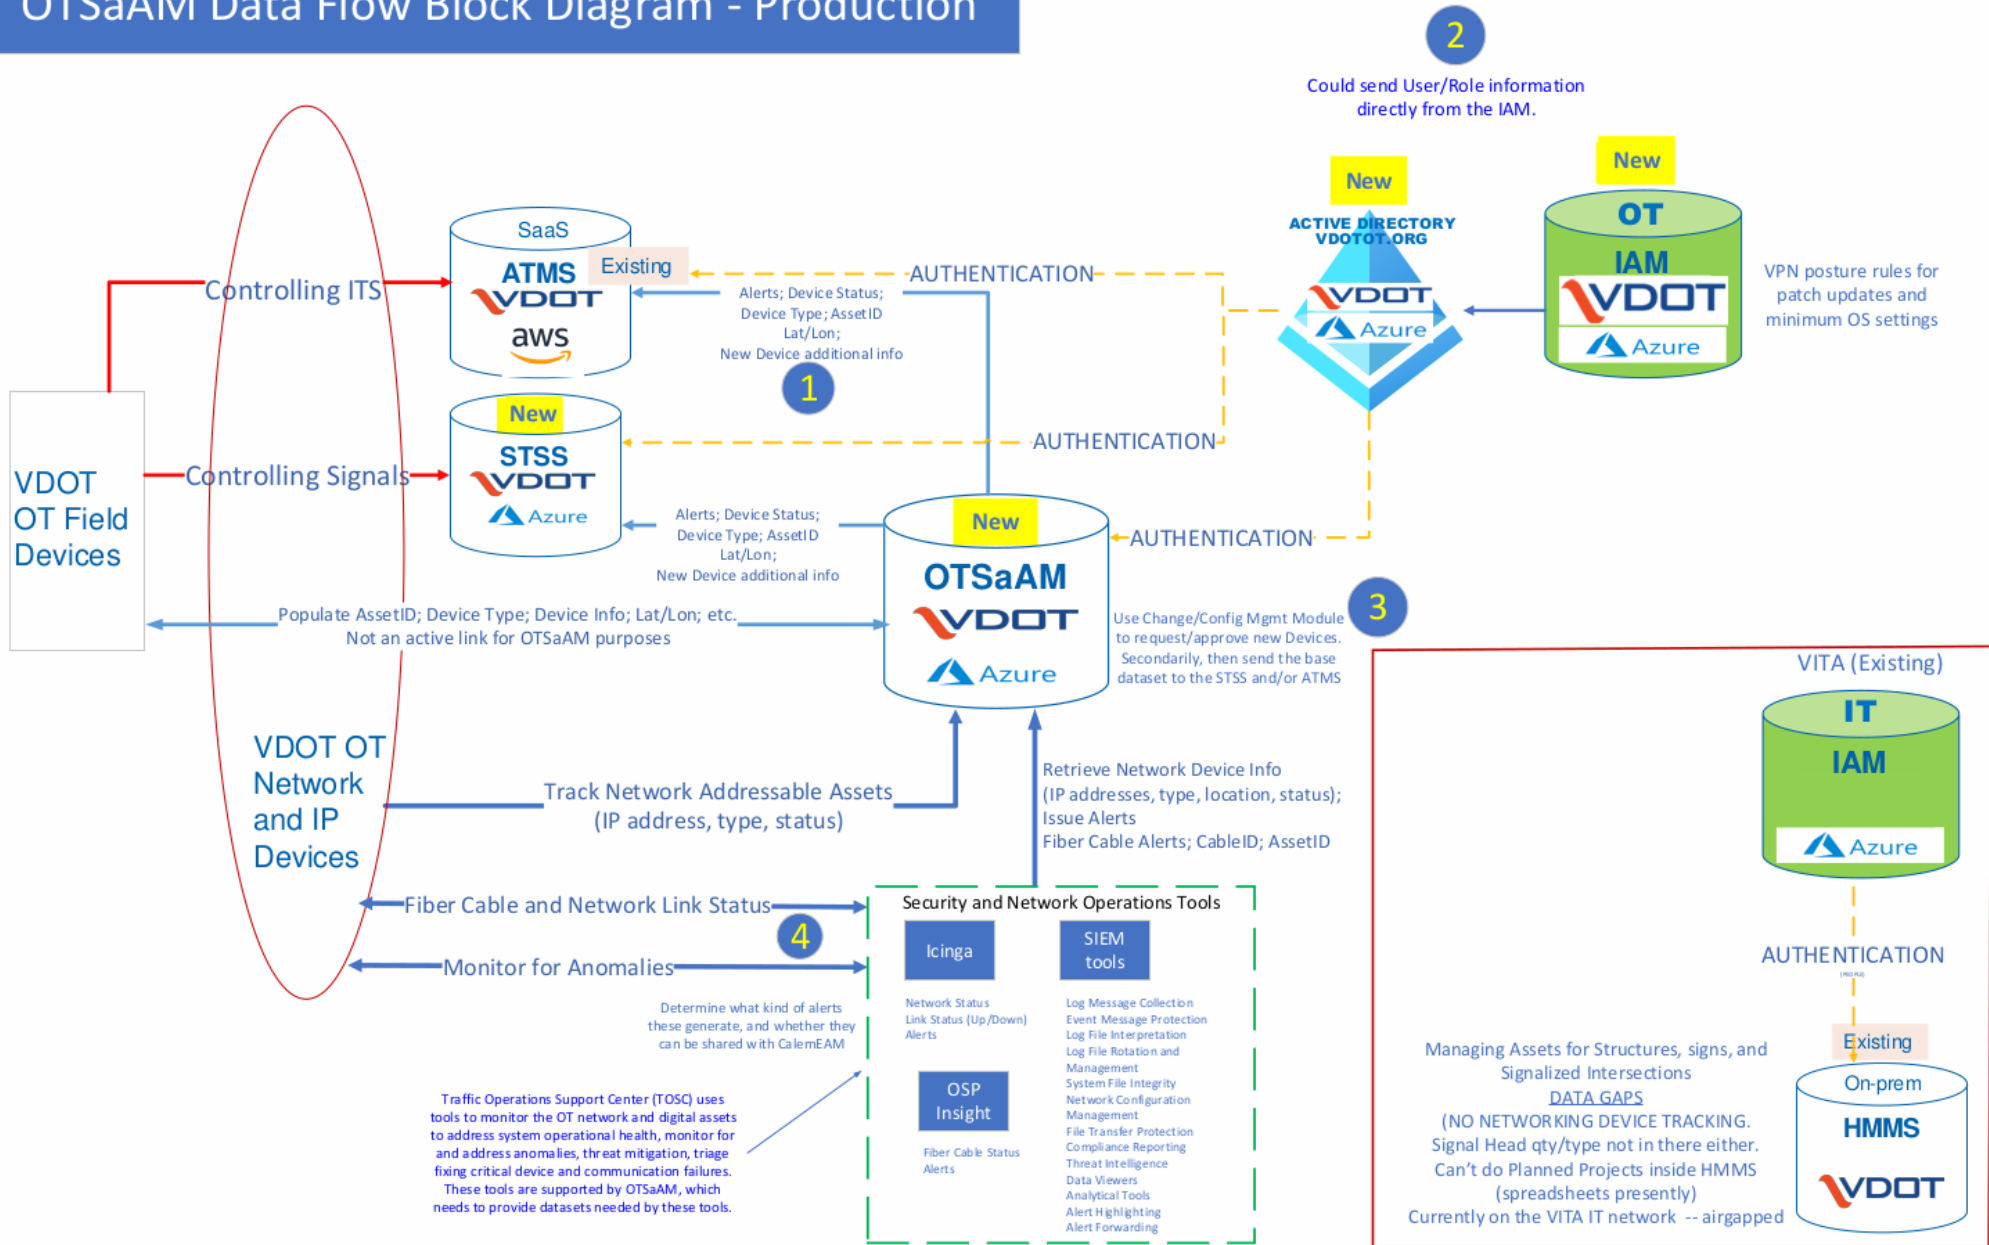 OTSaAM Data Flow Block Diagram - Production
2
Could send User/Role information
directly from the IAM.
New
New
ACTIVE DIRECTORY
VDOTOT.ORG
VDOT
Azure
OT
IAM
VDOT
Azure
VPN posture rules for
patch updates and
minimum OS settings
SaaS
ATMS
Existing
VDOT
aws
AUTHENTICATION
Controlling ITS
Alerts; Device Status;
Device Type; AssetID
Lat/Lon;
New Device additional info
1
New
STSS
VDOT
Azure
AUTHENTICATION
Controlling Signals
VDOT
OT Field
Devices
Alerts; Device Status;
Device Type; AssetID
Lat/Lon;
New Device additional info
New
OTSaAM
VDOT
Azure
AUTHENTICATION
3
Use Change/Config Mgmt Module
to request/approve new Devices.
Secondarily, then send the base
dataset to the STSS and/or ATMS
Populate AssetID; Device Type; Device Info; Lat/Lon; etc.
Not an active link for OTSaAM purposes
VDOT OT
Network
and IP
Devices
Track Network Addressable Assets
(IP address, type, status)
Retrieve Network Device Info
(IP addresses, type, location, status);
Issue Alerts
Fiber Cable Alerts; CableID; AssetID
Fiber Cable and Network Link Status
4
Monitor for Anomalies
Determine what kind of alerts
these generate, and whether they
can be shared with CalemEAM
Traffic Operations Support Center (TOSC) uses
tools to monitor the OT network and digital assets
to address system operational health, monitor for
and address anomalies, threat mitigation, triage
fixing critical device and communication failures.
These tools are supported by OTSaAM, which
needs to provide datasets needed by these tools.
Security and Network Operations Tools
Icinga
Network Status
Link Status (Up/Down)
Alerts
OSP
Insight
Fiber Cable Status
Alerts
SIEM
tools
Log Message Collection
Event Message Protection
Log File Interpretation
Log File Rotation and
Management
System File Integrity
Network Configuration
Management
File Transfer Protection
Compliance Reporting
Threat Intelligence
Data Viewers
Analytical Tools
Alert Highlighting
Alert Forwarding
VITA (Existing)
IT
IAM
Azure
AUTHENTICATION
Existing
On-prem
HMMS
VDOT
Managing Assets for Structures, signs, and
Signalized Intersections
DATA GAPS
(NO NETWORKING DEVICE TRACKING.
Signal Head qty/type not in there either.
Can't do Planned Projects inside HMMS
(spreadsheets presently)
Currently on the VITA IT network -- airgapped